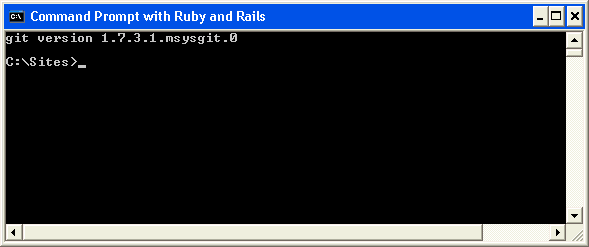 Command Prompt with Ruby and Rails
git version 1.7.3.1.msysgit.0
C:\Sites>_